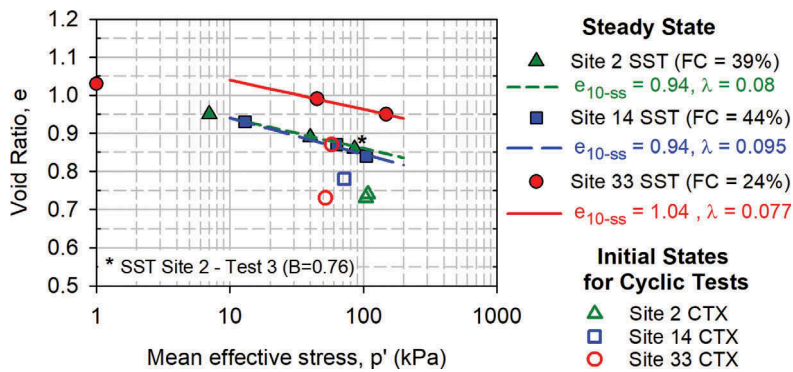 1.2
1.1
1.0
0.9
0.8
0.7
0.6
0.5
Void Ratio, e
* SST Site 2 - Test 3 (B=0.76)
*
1
10
100
1000
Mean effective stress, p' (kPa)
Steady State
Site 2 SST (FC = 39%)
e10-ss = 0.94, λ = 0.08
Site 14 SST (FC = 44%)
e10-ss = 0.94, λ = 0.095
Site 33 SST (FC = 24%)
e10-ss = 1.04 , λ = 0.077
Initial States
for Cyclic Tests
Site 2 CTX
Site 14 CTX
Site 33 CTX